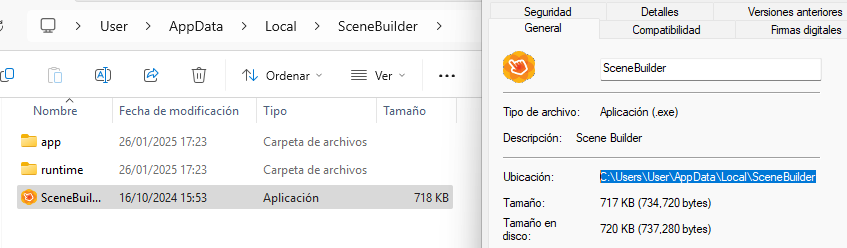 User > AppData > Local > SceneBuilder >
Ordenar
Ver
Nombre Fecha de modificación Tipo Tamaño
app 26/01/2025 17:23 Carpeta de archivos
runtime 26/01/2025 17:23 Carpeta de archivos
SceneBuil... 16/10/2024 15:53 Aplicación 718 KB
Seguridad Detalles Versiones anteriores
General Compatibilidad Firmas digitales
SceneBuilder
Tipo de archivo: Aplicación (.exe)
Descripción: Scene Builder
Ubicación: C:\Users\User\AppData\Local\SceneBuilder
Tamaño: 717 KB (734,720 bytes)
Tamaño en
disco: 720 KB (737,280 bytes)